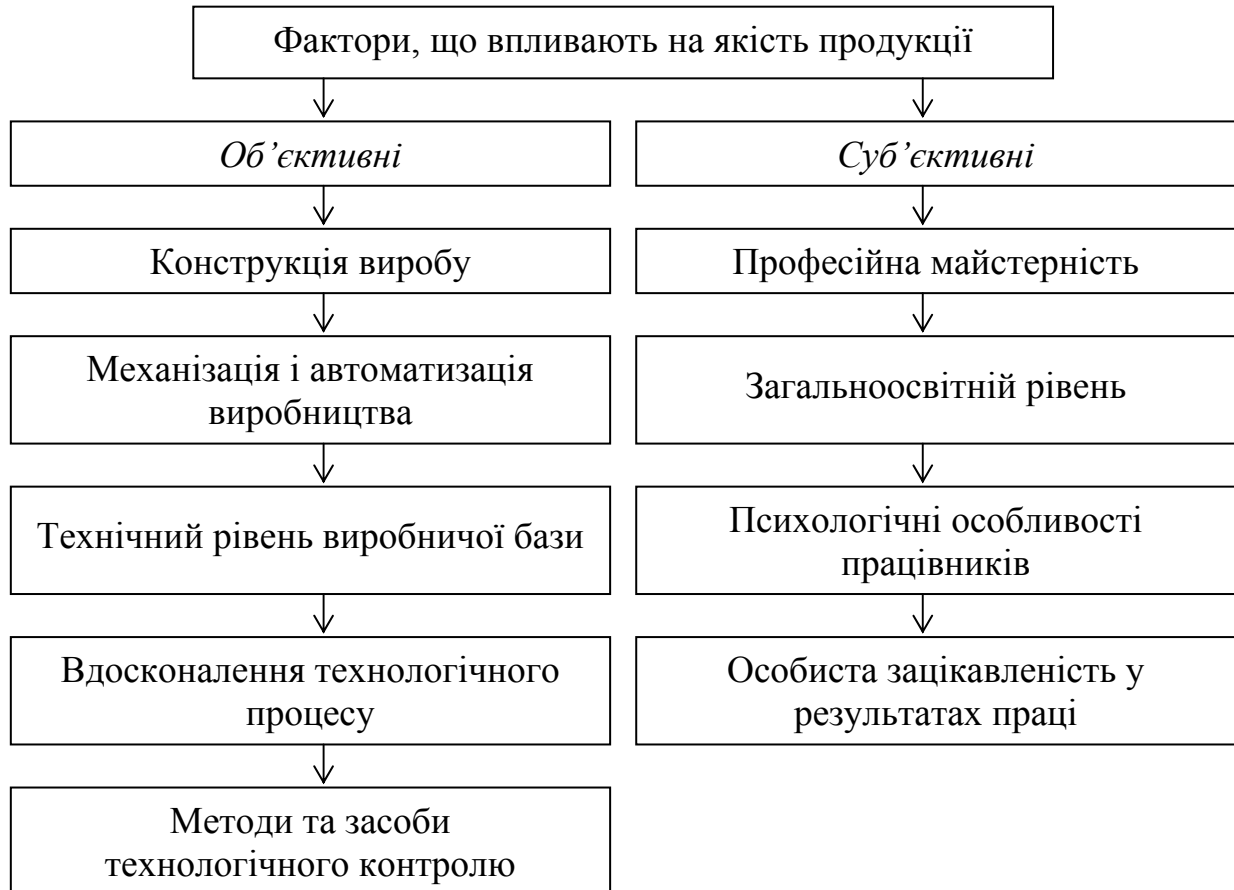 Фактори, що впливають на якість продукції
Об’єктивні
Суб’єктивні
Конструкція виробу
Професійна майстерність
Механізація і автоматизація
виробництва
Загальноосвітній рівень
Технічний рівень виробничої бази
Психологічні особливості
працівників
Вдосконалення технологічного
процесу
Особиста зацікавленість у
результатах праці
Методи та засоби
технологічного контролю